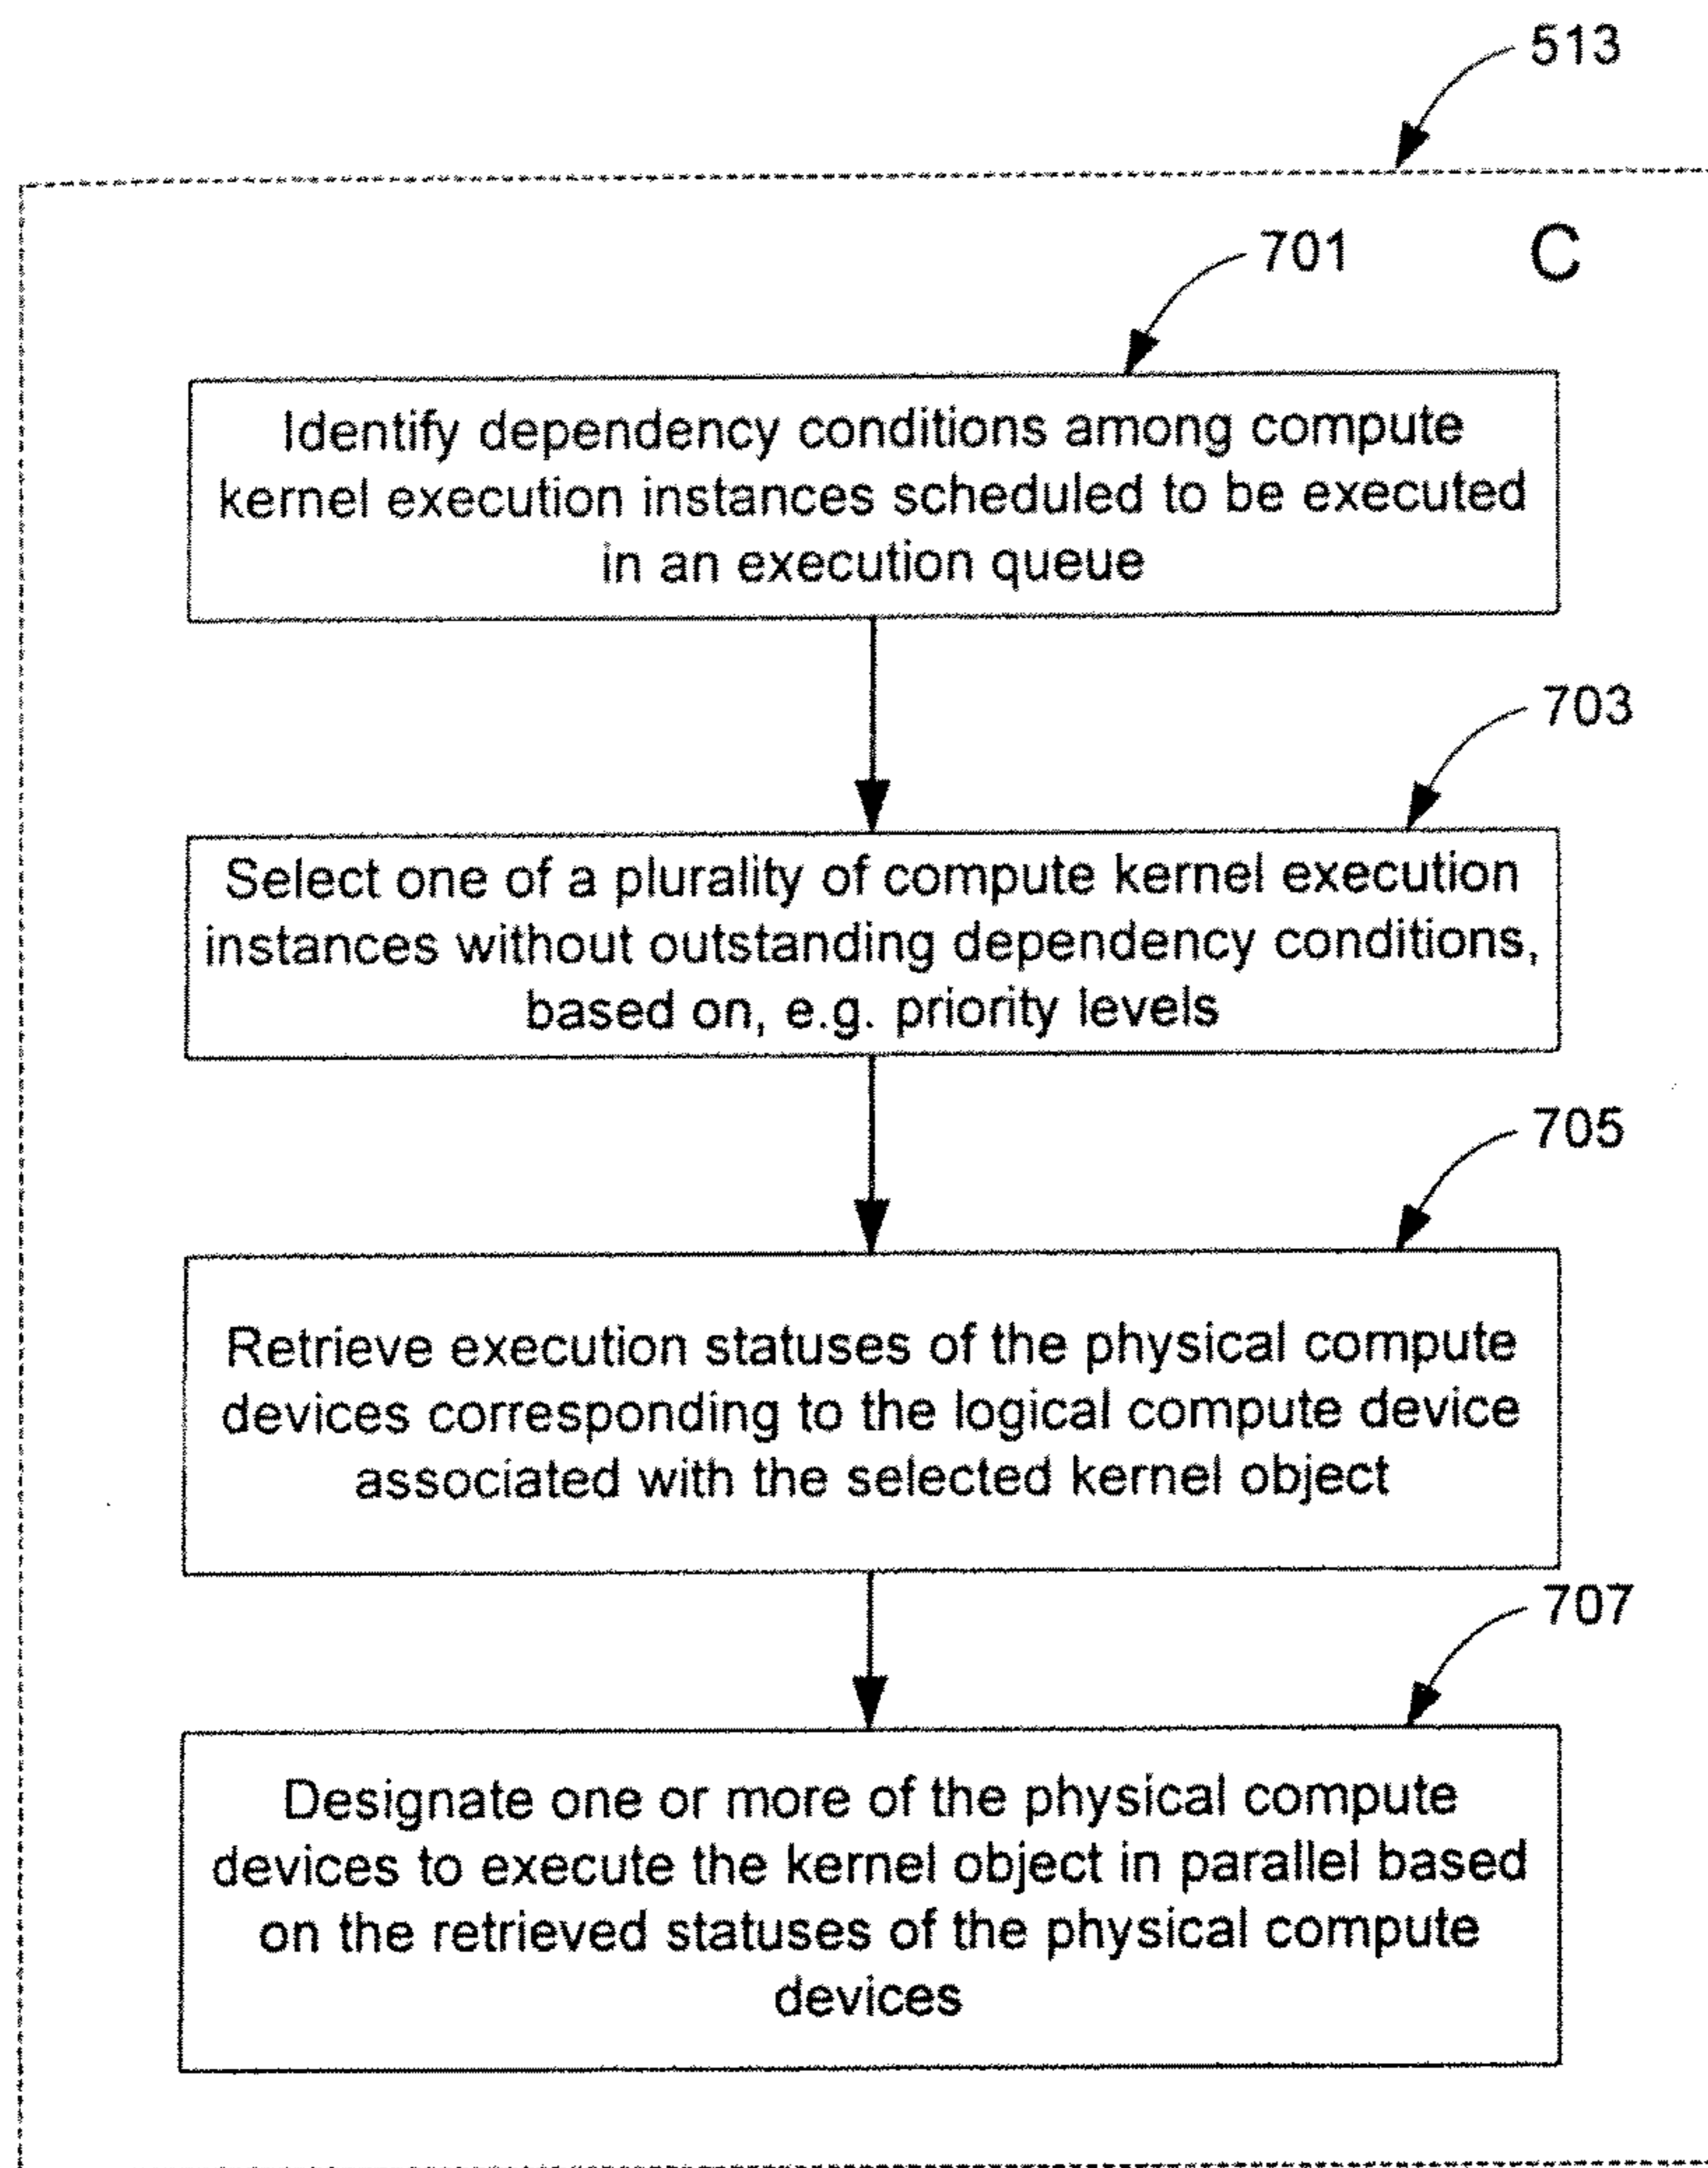 513
C
701
Identify dependency conditions among compute
kernel execution instances scheduled to be executed
in an execution queue
703
Select one of a plurality of compute kernel execution
instances without outstanding dependency conditions,
based on, e.g. priority levels
705
Retrieve execution statuses of the physical compute
devices corresponding to the logical compute device
associated with the selected kernel object
707
Designate one or more of the physical compute
devices to execute the kernel object in parallel based
on the retrieved statuses of the physical compute
devices